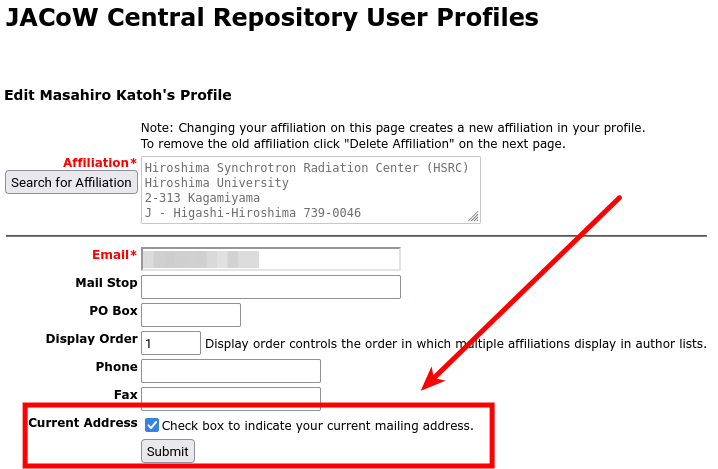 JACoW Central Repository User Profiles
Edit Masahiro Katoh's Profile
Note: Changing your affiliation on this page creates a new affiliation in your profile.
To remove the old affiliation click "Delete Affiliation" on the next page.
Affiliation*
Search for Affiliation
Hiroshima Synchrotron Radiation Center (HSRC)
Hiroshima University
2-313 Kagamiyama
J - Higashi-Hiroshima 739-0046
Email*
Mail Stop
PO Box
Display Order 1 Display order controls the order in which multiple affiliations display in author lists.
Phone
Fax
Current Address Check box to indicate your current mailing address.
Submit